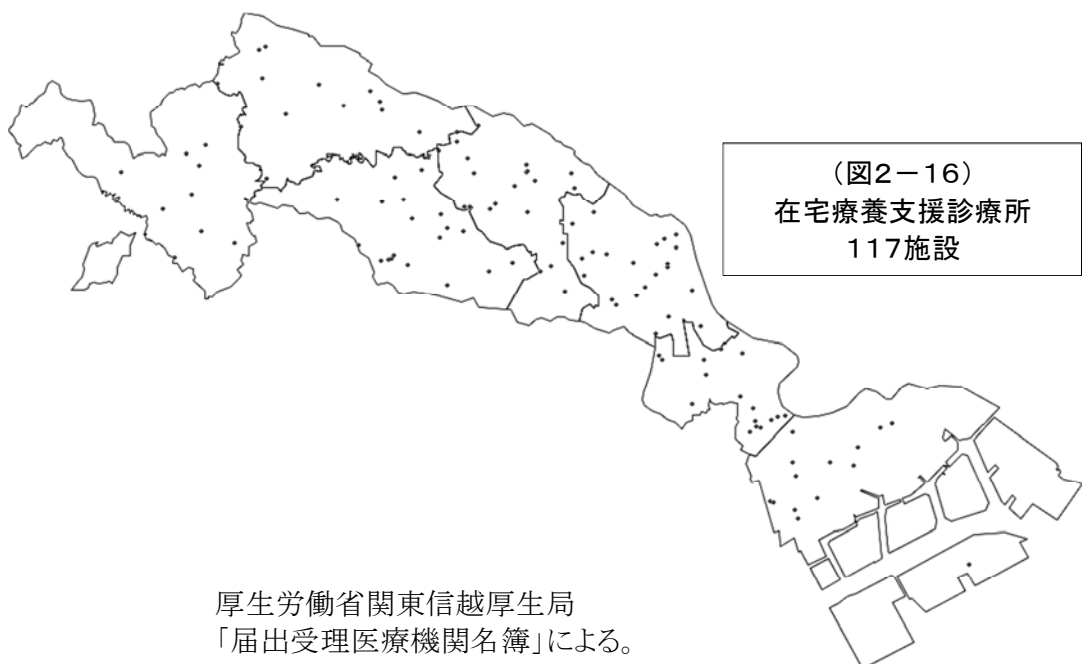 （図２－１６）
在宅療養支援診療所
１１７施設
厚生労働省関東信越厚生局
「届出受理医療機関名簿」による。